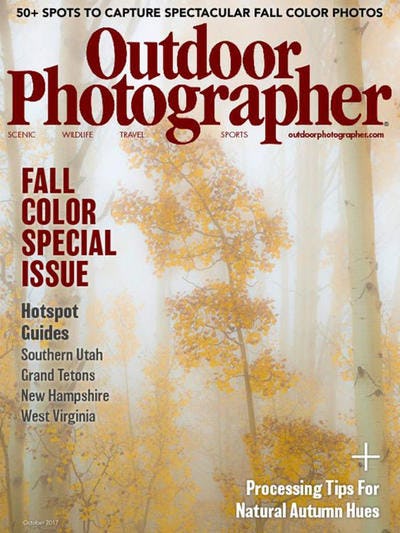 50+ SPOTS TO CAPTURE SPECTACULAR FALL COLOR PHOTOS
Outdoor
Photographer®
SCENIC WILDLIFE TRAVEL SPORTS outdoorphotographer.com
FALL
COLOR
SPECIAL
ISSUE
Hotspot
Guides
Southern Utah
Grand Tetons
New Hampshire
West Virginia
+
Processing Tips For
Natural Autumn Hues
October 2017